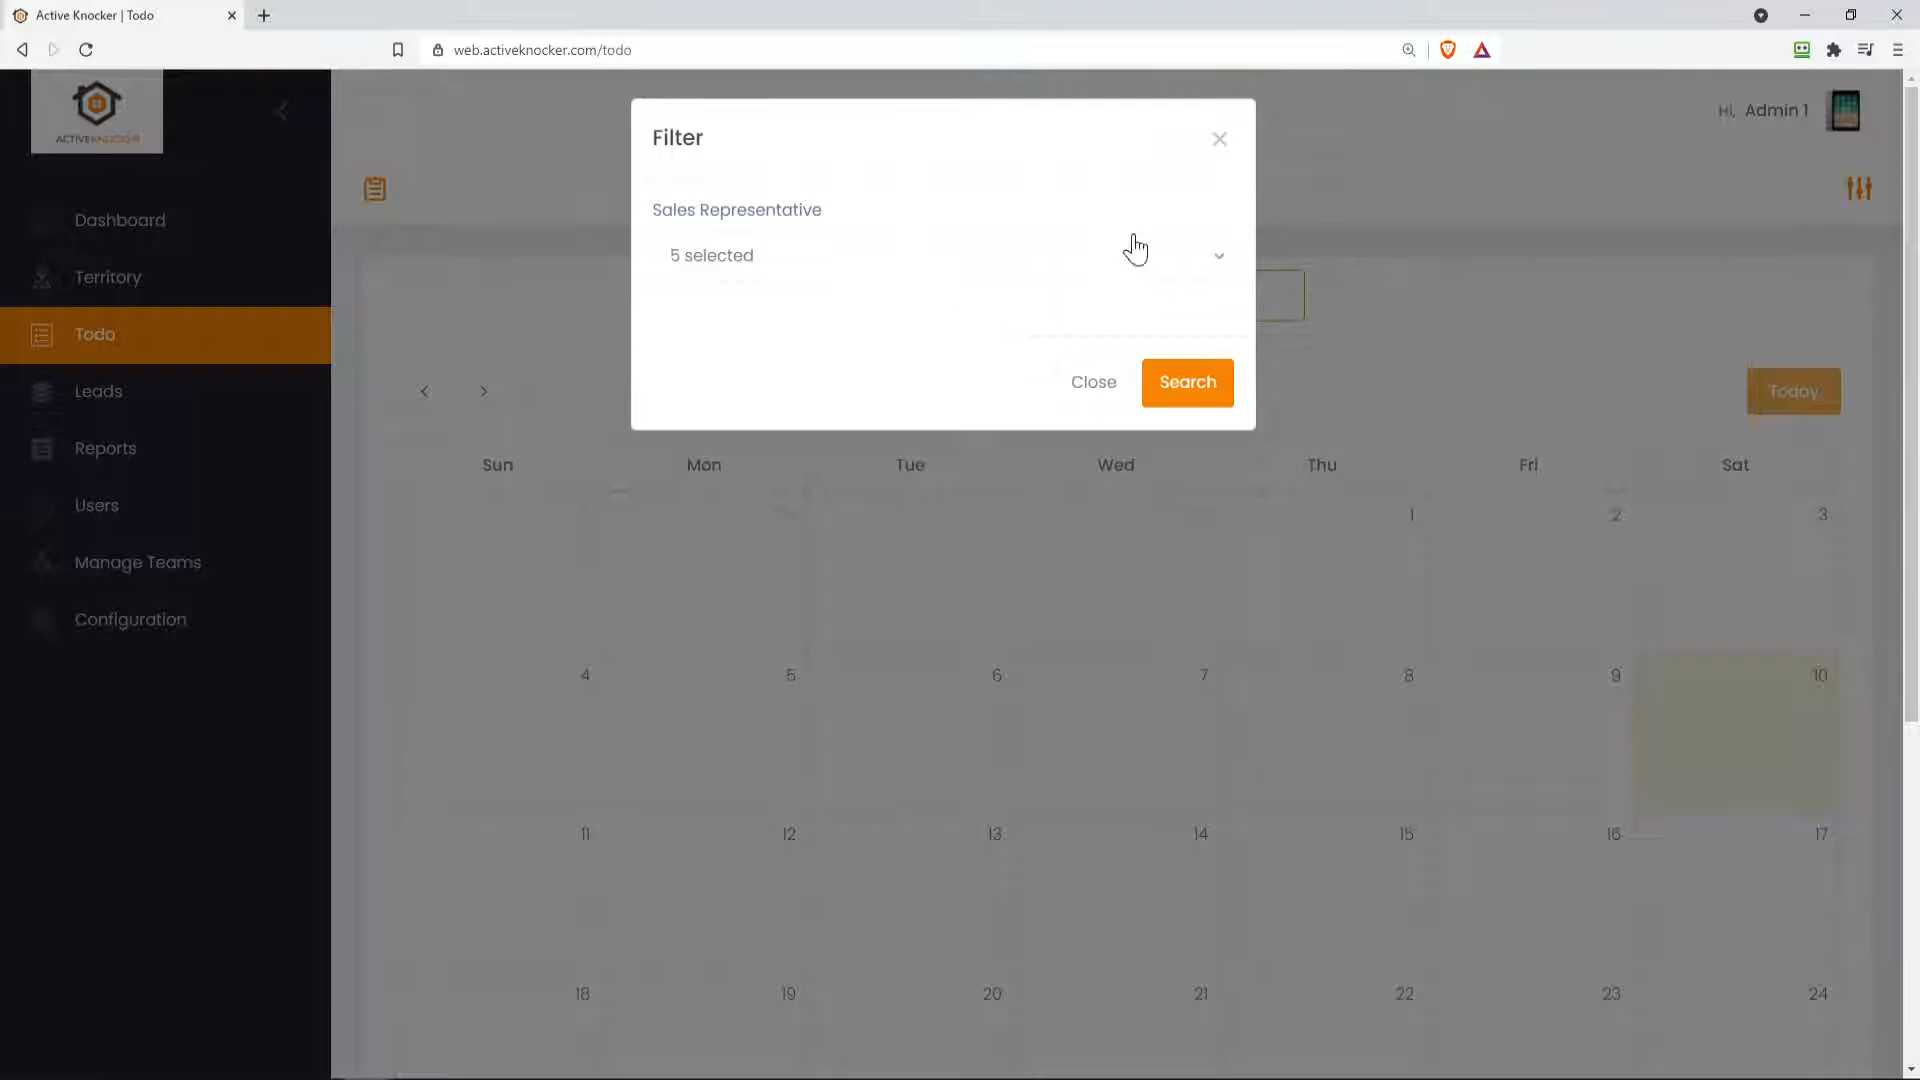 Active Knocker | Todo
web.activeknocker.com/todo
ACTIVEKNOCKER
Hi, Admin 1
Dashboard
Territory
Todo
Leads
Reports
Users
Manage Teams
Configuration
Filter
Sales Representative
5 selected
Close
Search
Today
Sun Mon Tue Wed Thu Fri Sat
1 2 3
4 5 6 7 8 9 10
11 12 13 14 15 16 17
18 19 20 21 22 23 24